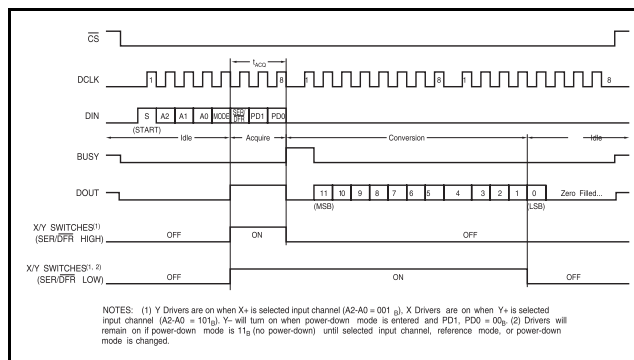 CS
tACQ
DCLK 1 8 1 8 1 8
DIN S A2 A1 A0 MODE SER/DFR PD1 PD0
(START)
Idle Acquire Conversion Idle
BUSY
DOUT 11 10 9 8 7 6 5 4 3 2 1 0 Zero Filled...
(MSB) (LSB)
X/Y SWITCHES(1)
(SER/DFR HIGH) OFF ON OFF
X/Y SWITCHES(1, 2)
(SER/DFR LOW) OFF ON OFF
NOTES: (1) Y Drivers are on when X+ is selected input channel (A2-A0 = 001 B), X Drivers are on when Y+ is selected
input channel (A2-A0 = 101B). Y– will turn on when power-down mode is entered and PD1, PD0 = 00B. (2) Drivers will
remain on if power-down mode is 11B (no power-down) until selected input channel, reference mode, or power-down
mode is changed.